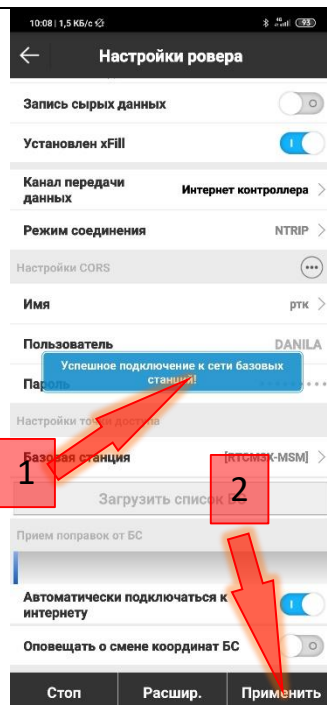 10:08 | 1,5 КБ/с
4G
93
Настройки ровера
Запись сырых данных
Установлен xFill
Канал передачи
данных
Интернет контроллера >
Режим соединения
NTRIP >
Настройки CORS
Имя
ртк >
Пользователь
DANILA
Успешное подключение к сети базовых
станций!
Настройки точки доступа
1
Базовая станция
[RTCM3X-MSM] >
2
Загрузить список
Прием поправок от БС
Автоматически подключаться к
интернету
Оповещать о смене координат БС
Стоп
Расшир.
Применить